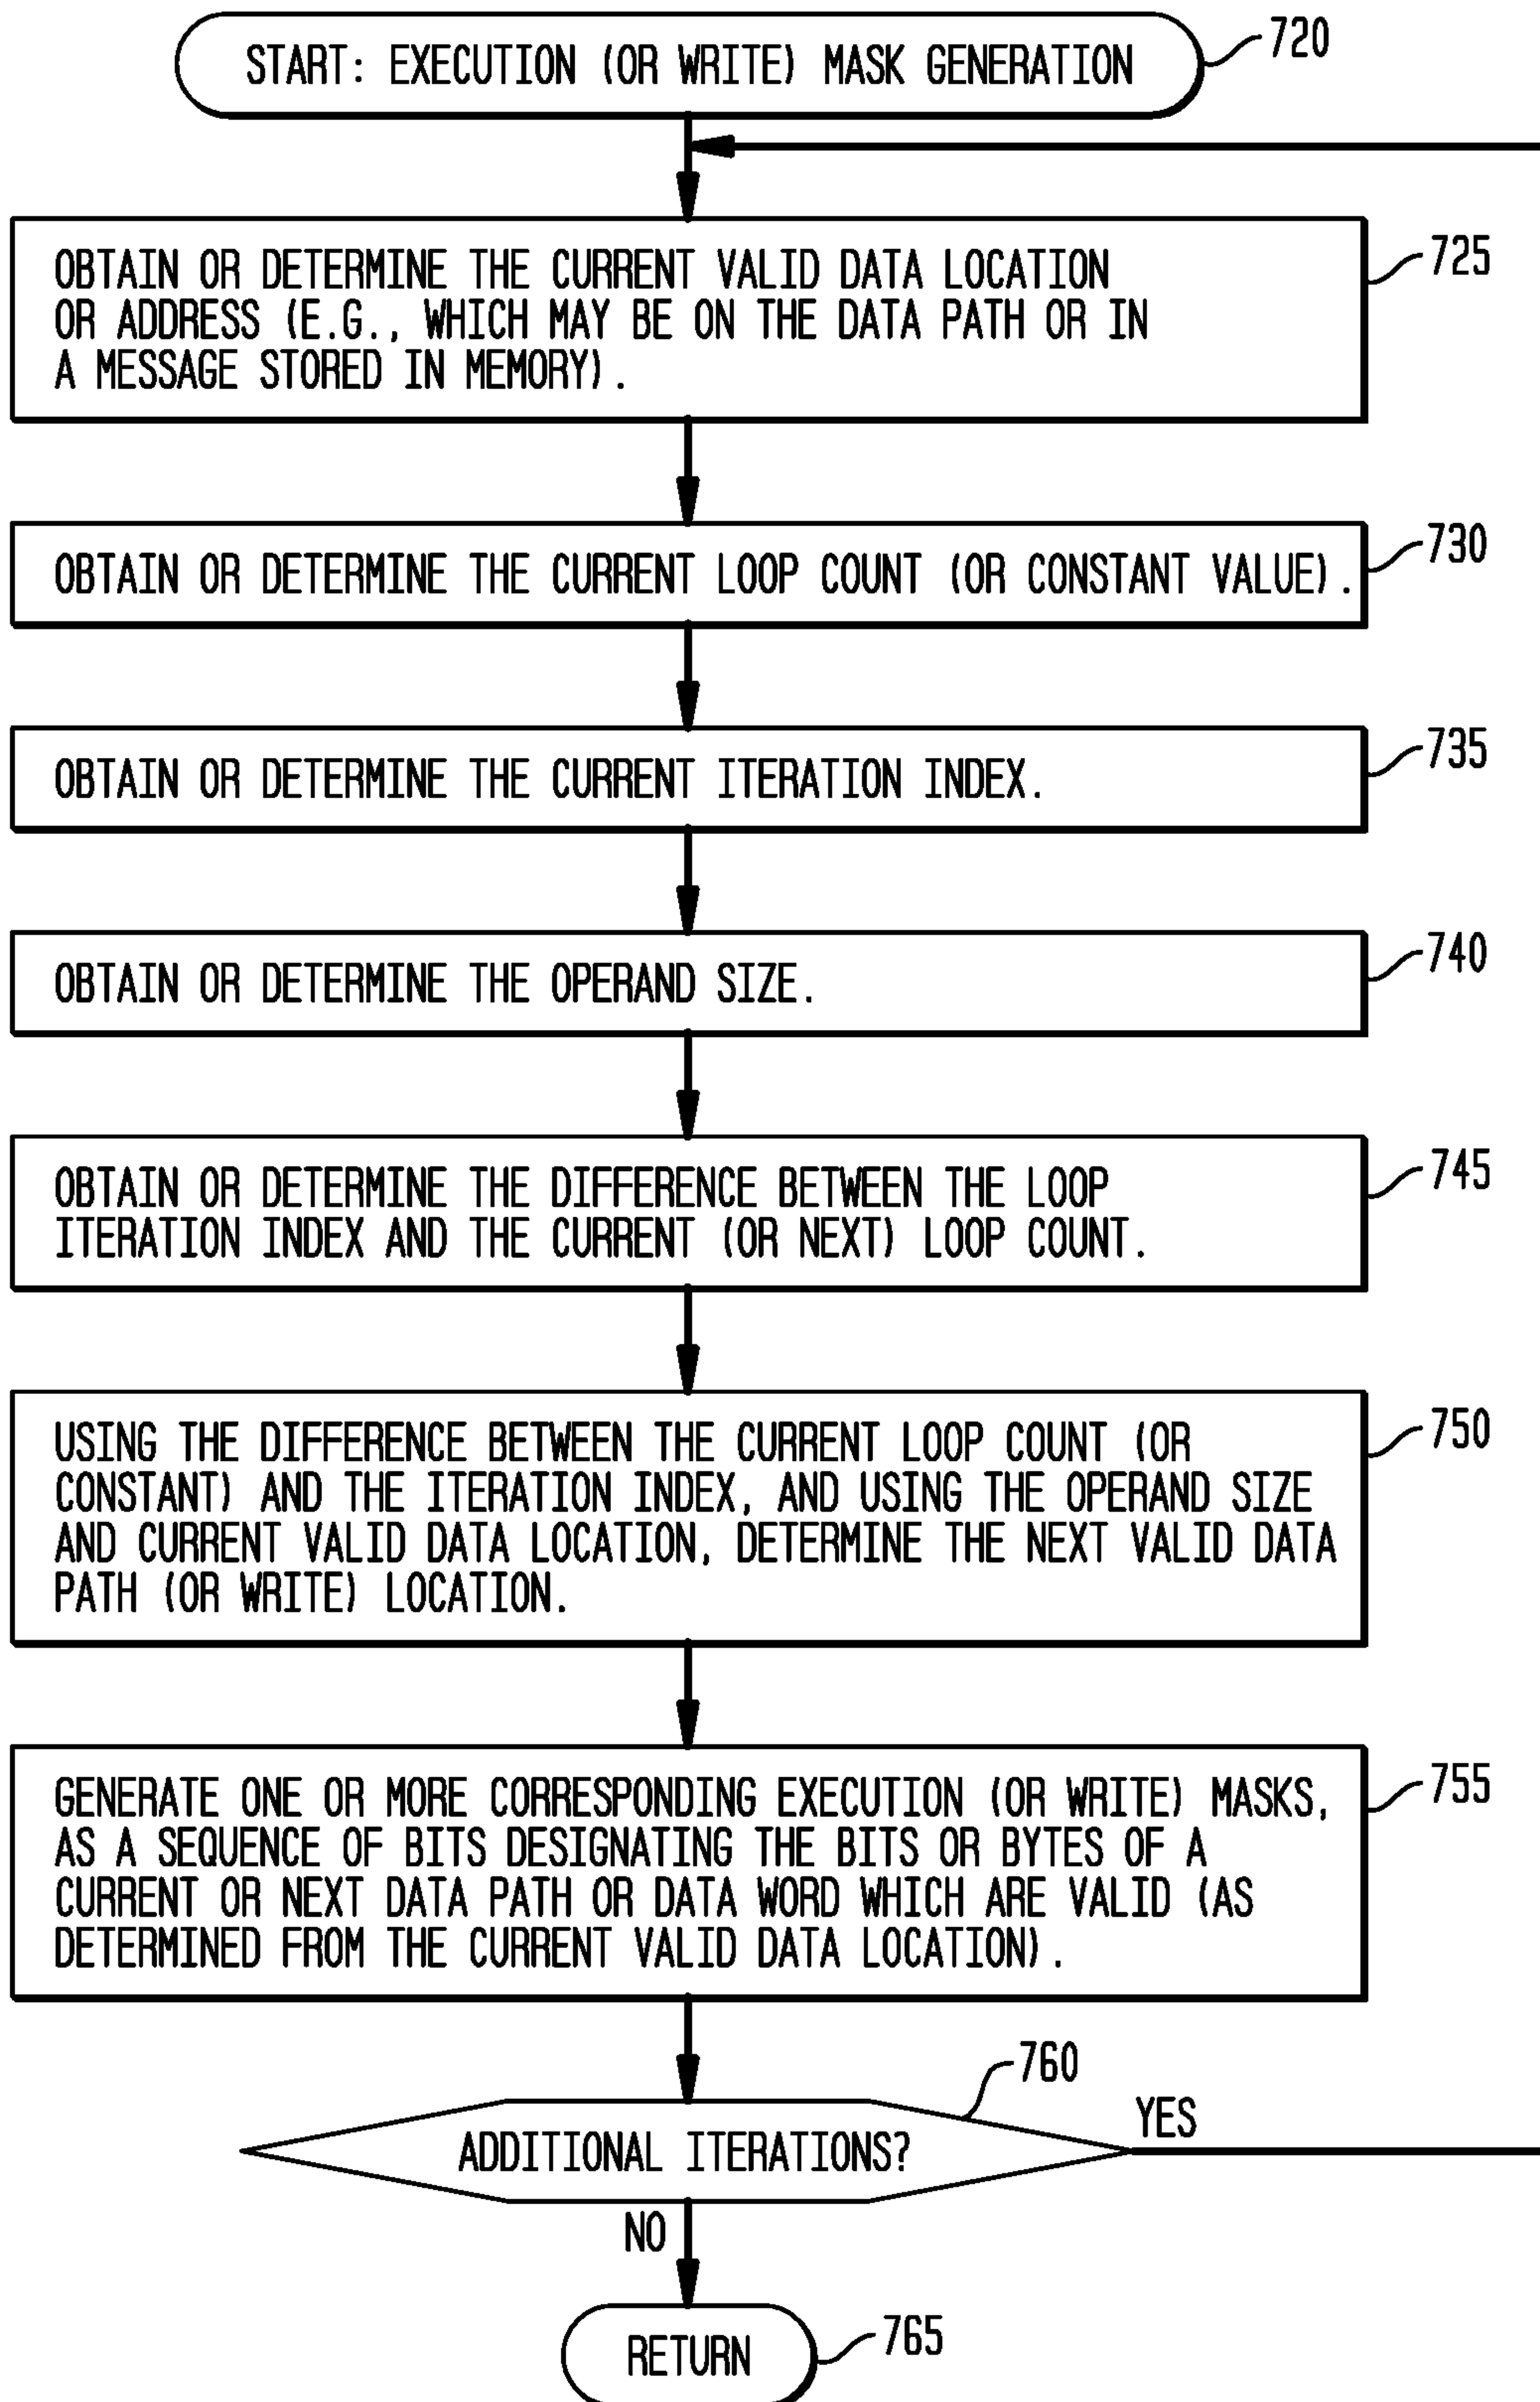 START: EXECUTION (OR WRITE) MASK GENERATION
720
OBTAIN OR DETERMINE THE CURRENT VALID DATA LOCATION
OR ADDRESS (E.G., WHICH MAY BE ON THE DATA PATH OR IN
A MESSAGE STORED IN MEMORY).
725
OBTAIN OR DETERMINE THE CURRENT LOOP COUNT (OR CONSTANT VALUE).
730
OBTAIN OR DETERMINE THE CURRENT ITERATION INDEX.
735
OBTAIN OR DETERMINE THE OPERAND SIZE.
740
OBTAIN OR DETERMINE THE DIFFERENCE BETWEEN THE LOOP
ITERATION INDEX AND THE CURRENT (OR NEXT) LOOP COUNT.
745
USING THE DIFFERENCE BETWEEN THE CURRENT LOOP COUNT (OR
CONSTANT) AND THE ITERATION INDEX, AND USING THE OPERAND SIZE
AND CURRENT VALID DATA LOCATION, DETERMINE THE NEXT VALID DATA
PATH (OR WRITE) LOCATION.
750
GENERATE ONE OR MORE CORRESPONDING EXECUTION (OR WRITE) MASKS,
AS A SEQUENCE OF BITS DESIGNATING THE BITS OR BYTES OF A
CURRENT OR NEXT DATA PATH OR DATA WORD WHICH ARE VALID (AS
DETERMINED FROM THE CURRENT VALID DATA LOCATION).
755
760
ADDITIONAL ITERATIONS?
YES
NO
RETURN
765